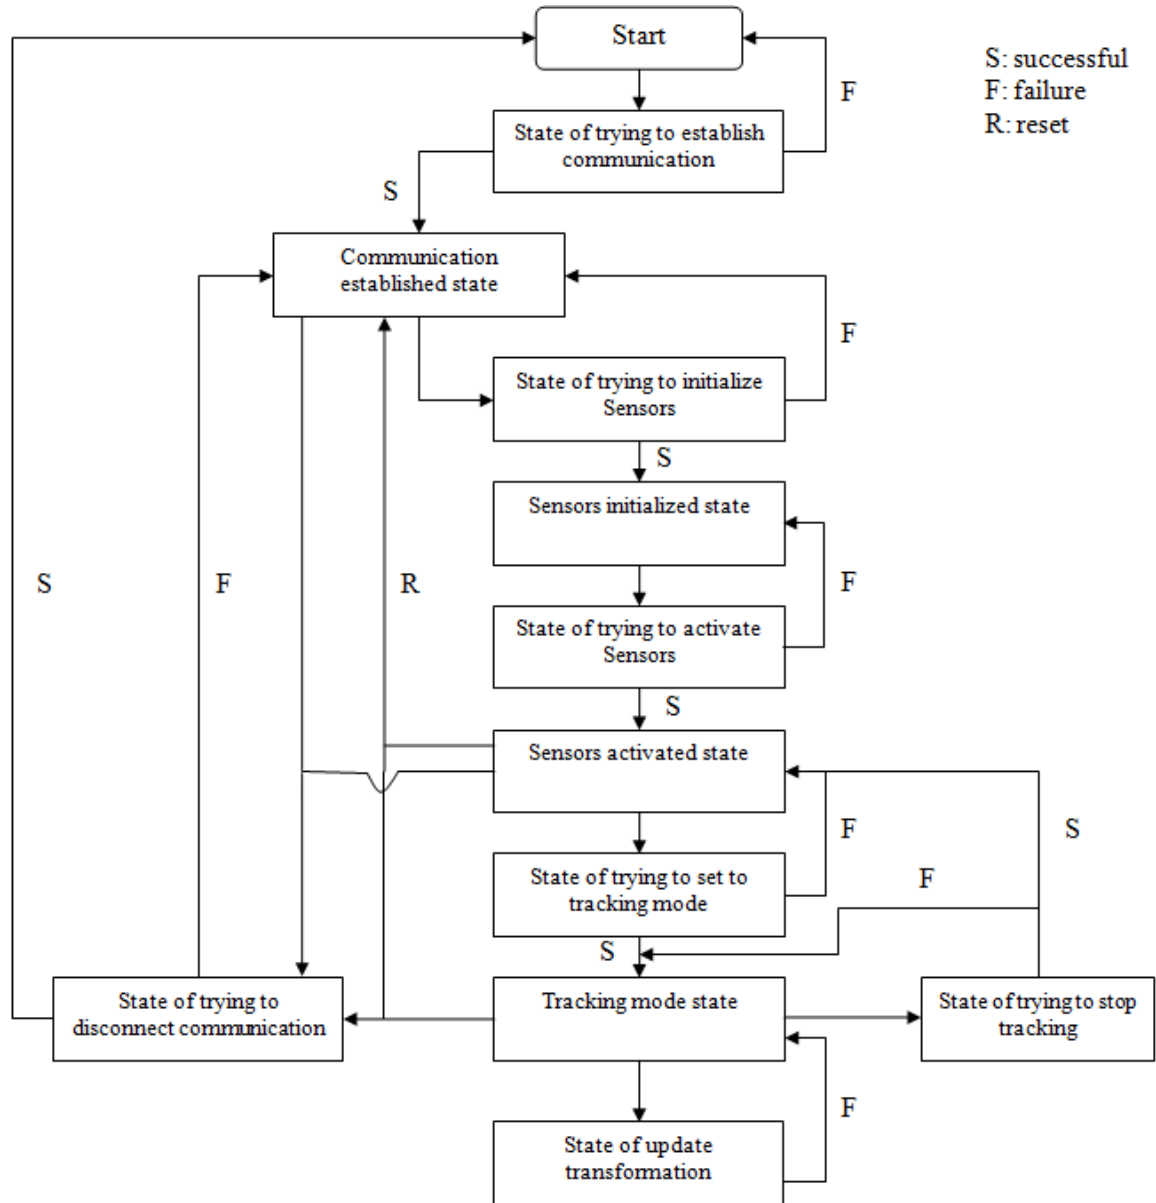 Start
S: successful
F: failure
R: reset
F
State of trying to establish
communication
S
Communication
established state
F
State of trying to initialize
Sensors
S
Sensors initialized state
S
F
R
F
State of trying to activate
Sensors
S
Sensors activated state
F
S
State of trying to set to
tracking mode
F
S
State of trying to
disconnect communication
Tracking mode state
State of trying to stop
tracking
F
State of update
transformation